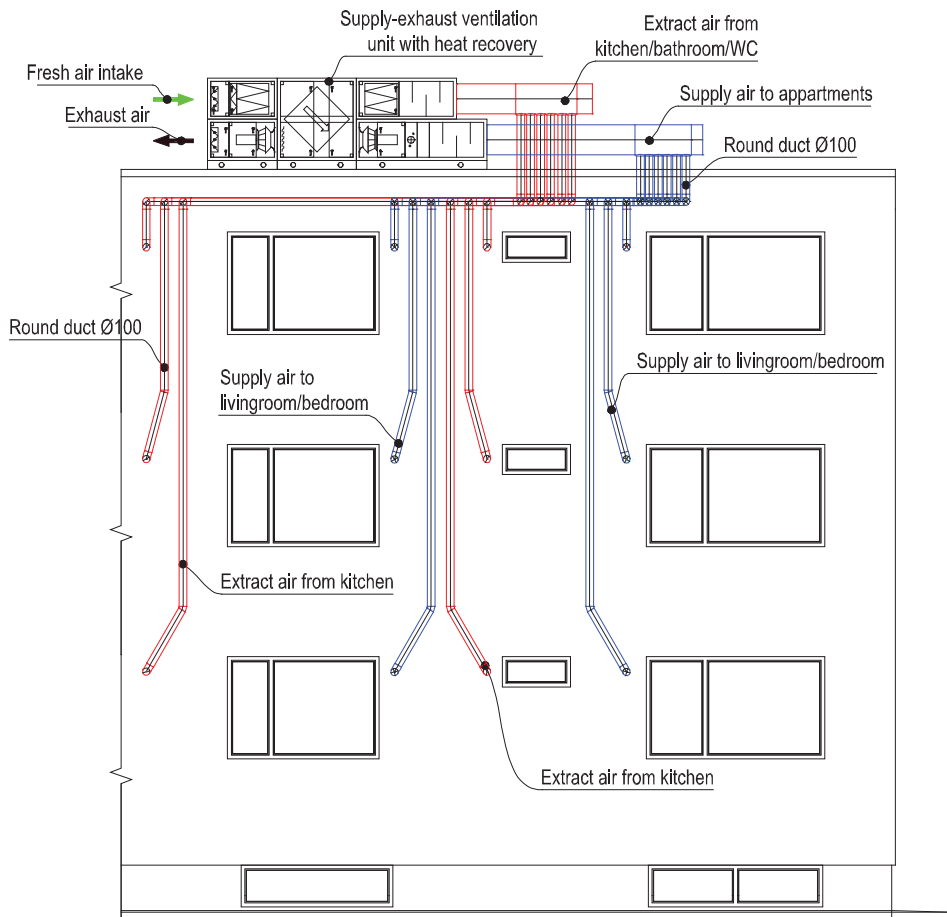 Supply-exhaust ventilation
unit with heat recovery
Extract air from
kitchen/bathroom/WC
Fresh air intake
Supply air to appartments
Exhaust air
Round duct Ø100
Round duct Ø100
Supply air to
livingroom/bedroom
Supply air to livingroom/bedroom
Extract air from kitchen
Extract air from kitchen